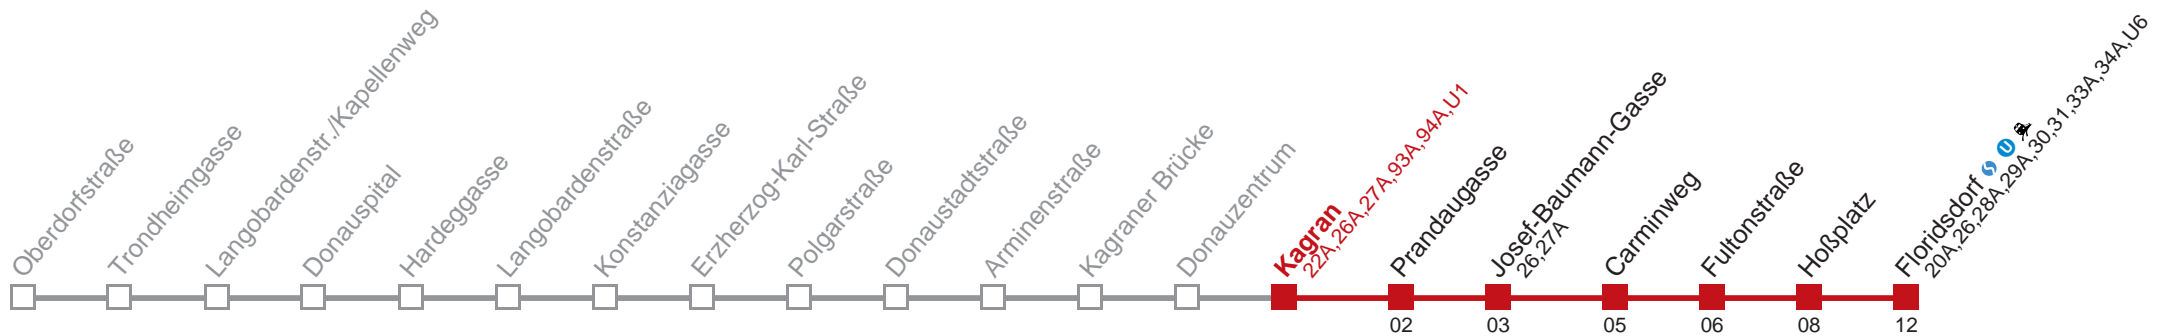 Oberdorfstraße
Trondheimgasse
Langobardenstr./Kapellenweg
Donauspital
Hardeggasse
Langobardenstraße
Konstanziagasse
Erzherzog-Karl-Straße
Polgarstraße
Donaustadtstraße
Arminenstraße
Kagraner Brücke
Donauzentrum
Kagran
22A,26A,27A,93A,94A,U1
Prandaugasse
02
Josef-Baumann-Gasse
26,27A
03
Carminweg
05
Fultonstraße
06
Hoßplatz
08
Floridsdorf S U
20A,26,28A,29A,30,31,33A,34A,U6
12